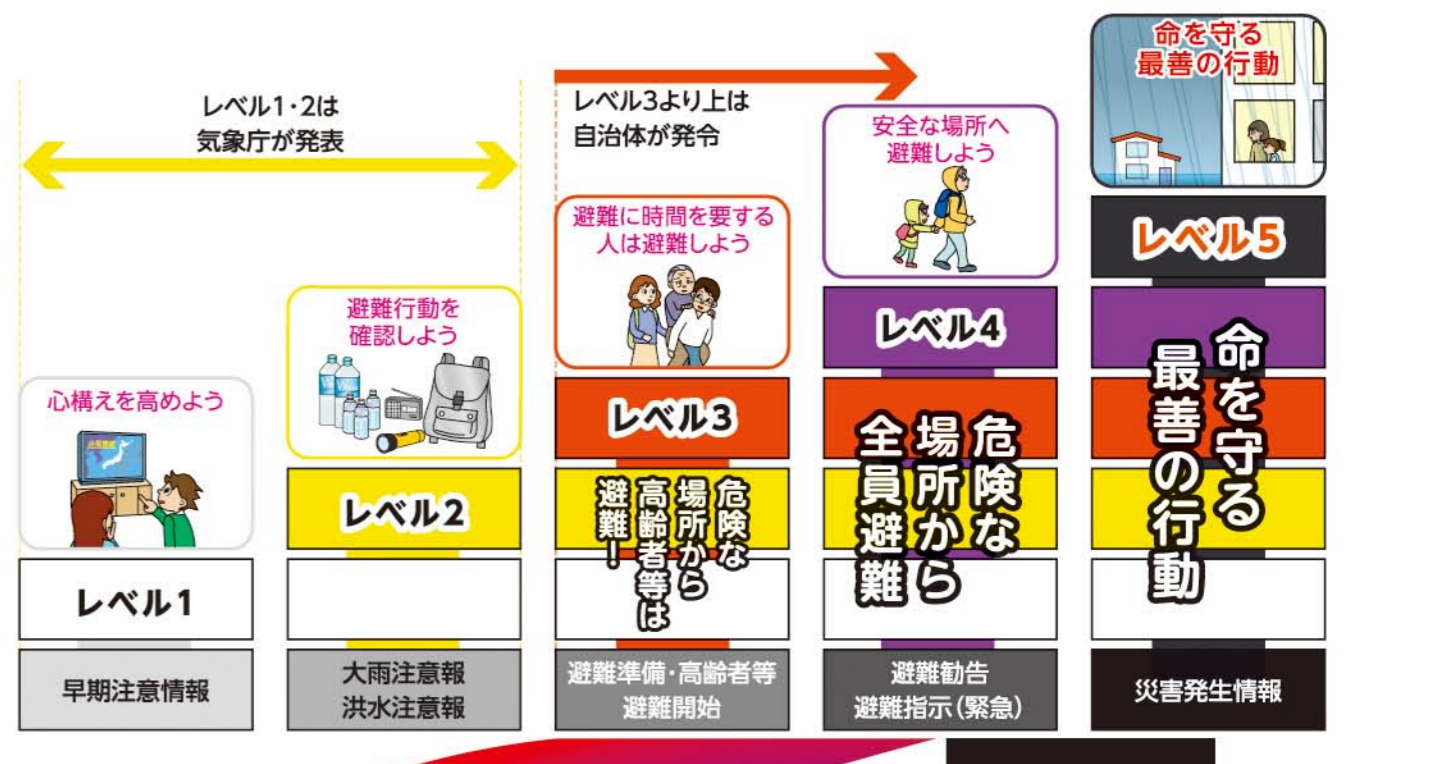 レベル1・2は
気象庁が発表
レベル3より上は
自治体が発令
心構えを高めよう
レベル1
早期注意情報
避難行動を
確認しよう
レベル2
大雨注意報
洪水注意報
避難に時間を要する
人は避難しよう
レベル3
危険な
場所から
高齢者等は
避難!
避難準備・高齢者等
避難開始
安全な場所へ
避難しよう
レベル4
危険な
場所から
全員避難
避難勧告
避難指示(緊急)
命を守る
最善の行動
レベル5
命を守る
最善の行動
災害発生情報